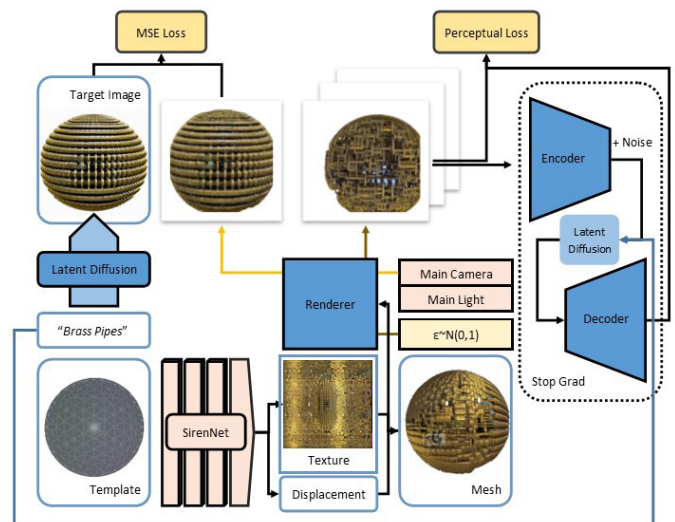 MSE Loss
Perceptual Loss
Target Image
Encoder
+ Noise
Latent
Diffusion
Latent Diffusion
Renderer
Main Camera
Main Light
Decoder
"Brass Pipes"
ε~N(0,1)
Stop Grad
SirenNet
Texture
Template
Displacement
Mesh